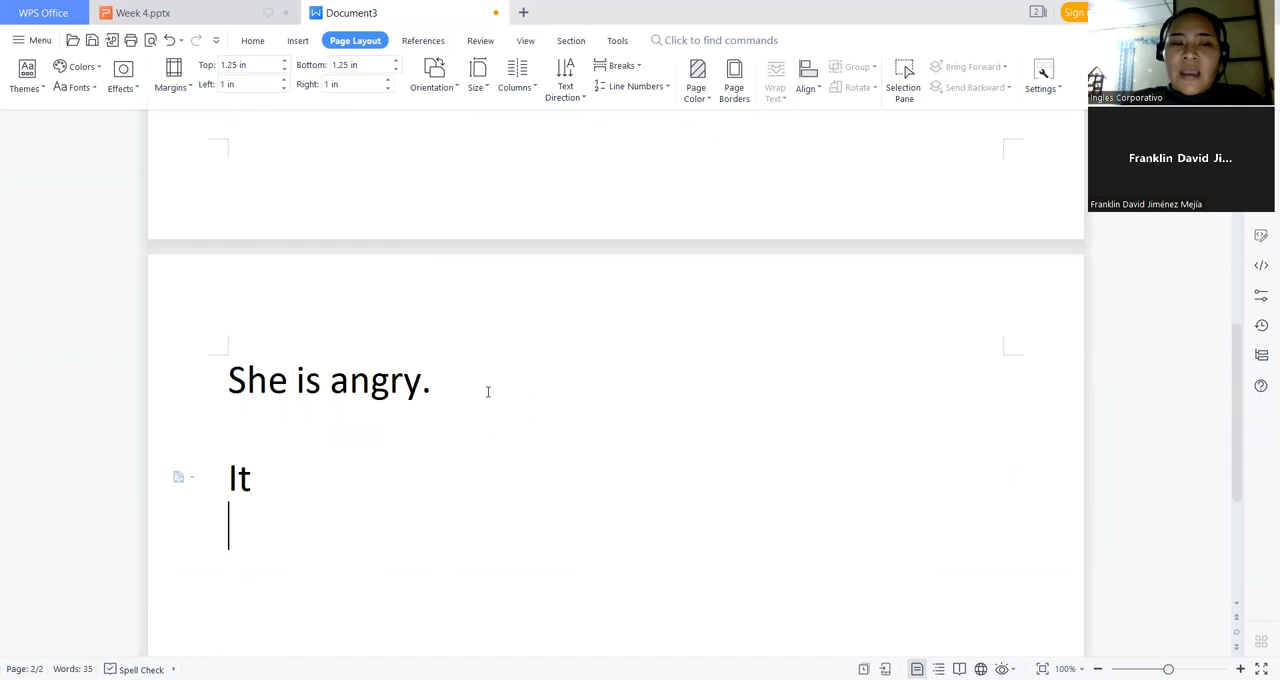 WPS Office Week 4.pptx Document3 2 Sign
Menu Home Insert Page Layout References Review View Section Tools Click to find commands
Top: 1.25 in Bottom: 1.25 in
Left: 1 in Right: 1 in
Themes Colors Aa Fonts Effects Margins Orientation Size Columns Text Direction Breaks Line Numbers Page Color Page Borders Wrap Text Align Group Rotate Selection Pane Bring Forward Send Backward Settings
Ingles Corporativo
Franklin David Ji...
Franklin David Jiménez Mejía
She is angry.
It
Page: 2/2 Words: 35 Spell Check 100%